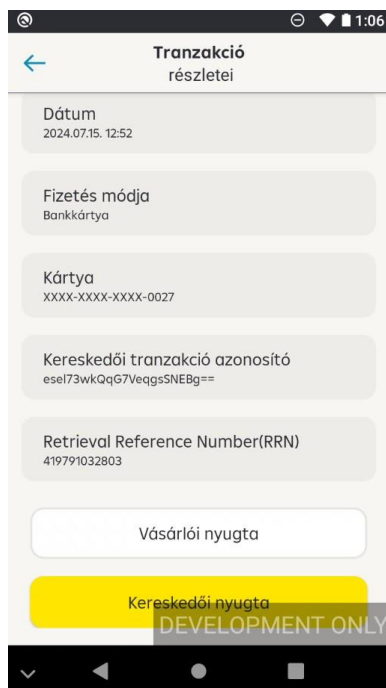 1:06
Tranzakció
részletei
Dátum
2024.07.15. 12:52
Fizetés módja
Bankkártya
Kártya
XXXX-XXXX-XXXX-0027
Kereskedői tranzakció azonosító
esel73wkQqG7VeqgsSNEBg==
Retrieval Reference Number(RRN)
419791032803
Vásárlói nyugta
Kereskedői nyugta
DEVELOPMENT ONLY